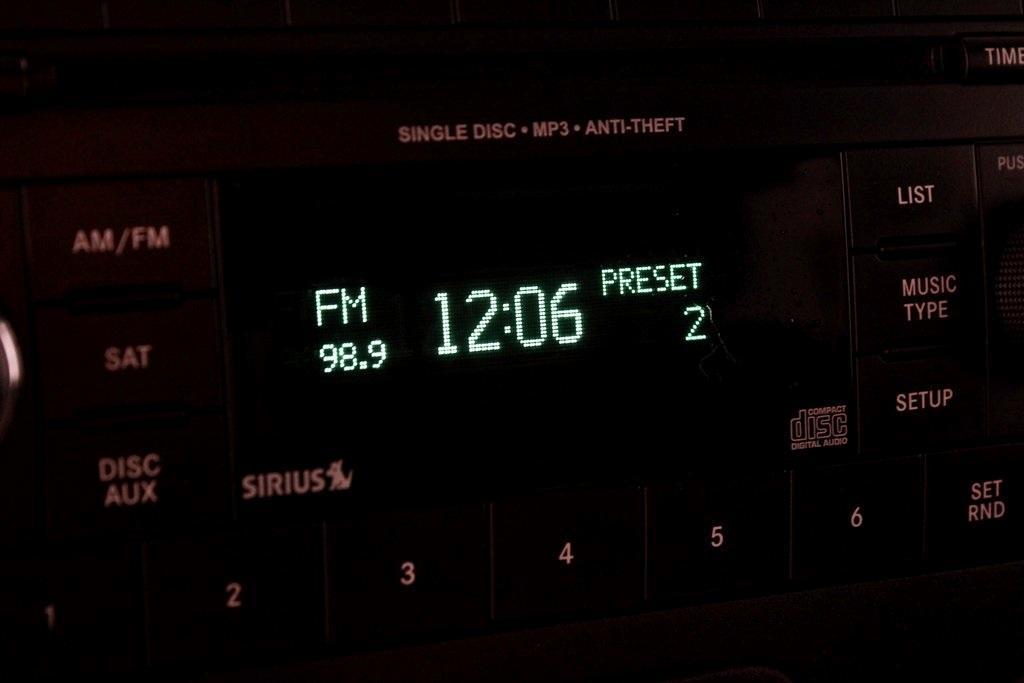 TIME
SINGLE DISC • MP3 • ANTI-THEFT
AM/FM
SAT
DISC
AUX
FM
98.9
12:06
PRESET
2
SIRIUS
COMPACT
disc
DIGITAL AUDIO
LIST
MUSIC
TYPE
SETUP
PUS
1
2
3
4
5
6
SET
RND